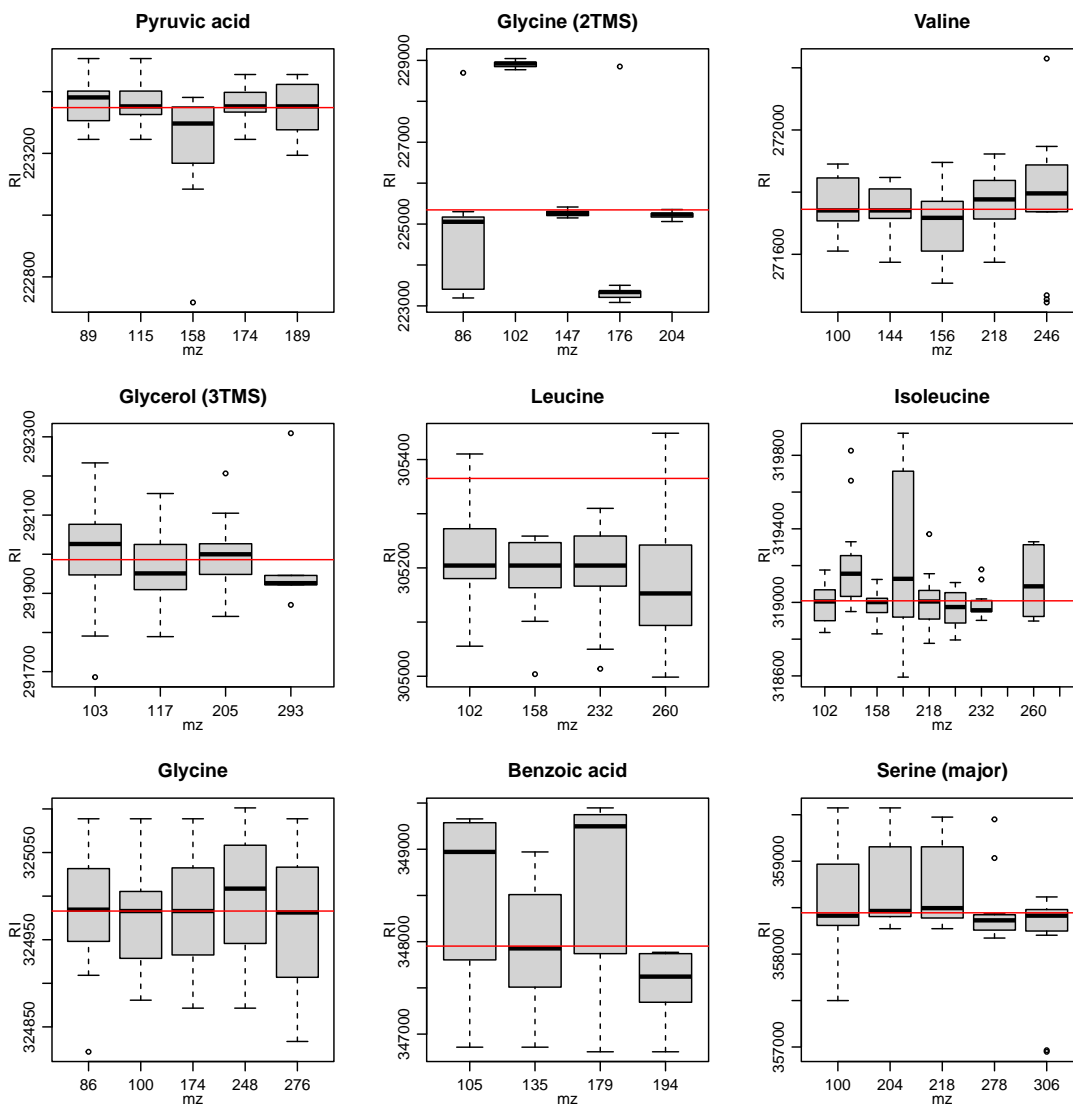 Pyruvic acid
RI
223200
222800
89 115 158 174 189
mz
Glycine (2TMS)
RI
229000
227000
225000
223000
86 102 147 176 204
mz
Valine
RI
272000
271600
100 144 156 218 246
mz
Glycerol (3TMS)
RI
292300
292100
291900
291700
103 117 205 293
mz
Leucine
RI
305400
305200
305000
102 158 232 260
mz
Isoleucine
RI
319800
319400
319000
318600
102 158 218 232 260
mz
Glycine
RI
325050
324950
324850
86 100 174 248 276
mz
Benzoic acid
RI
349000
348000
347000
105 135 179 194
mz
Serine (major)
RI
359000
358000
357000
100 204 218 278 306
mz